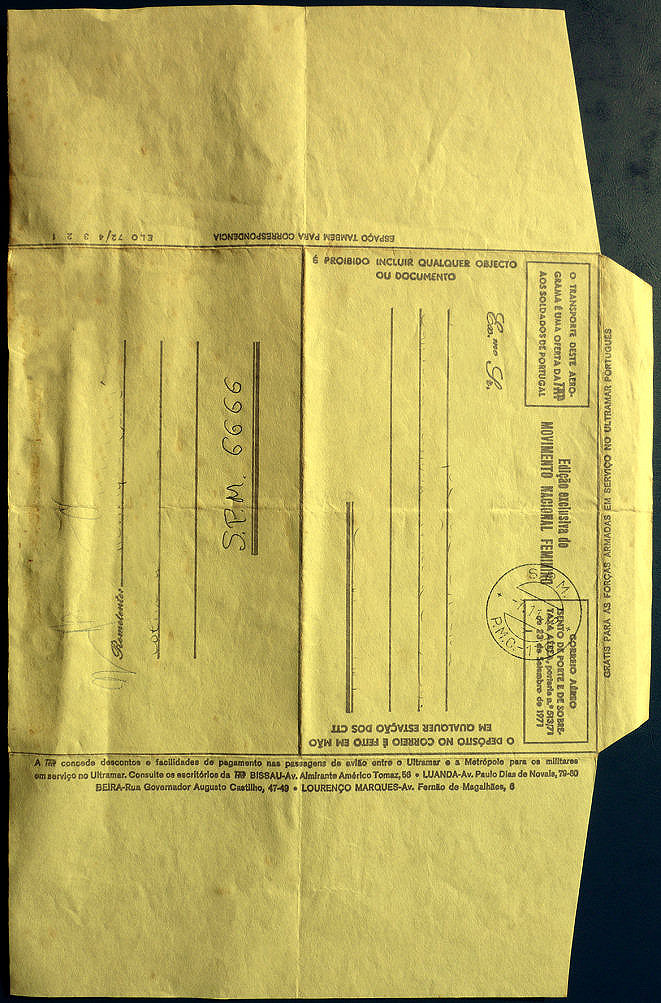 ESPAÇO TAMBÉM PARA CORRESPONDÊNCIA
ELO 72/4 3 2 1
É PROIBIDO INCLUIR QUALQUER OBJECTO
OU DOCUMENTO
O TRANSPORTE DESTE AERO-
GRAMA É UMA OFERTA DA TAP
AOS SOLDADOS DE PORTUGAL
Edição exclusiva do
MOVIMENTO NACIONAL FEMININO
CORREIO AÉREO
ISENTO DE PORTE E DE SOBRE-
TAXA AÉREA, portaria n.º 513/71
de 23 de Setembro de 1971
GRÁTIS PARA AS FORÇAS ARMADAS EM SERVIÇO NO ULTRAMAR PORTUGUÊS
Exc.mo Sr.
O DEPÓSITO NO CORREIO É FEITO EM MÃO
EM QUALQUER ESTAÇÃO DOS CTT
Remetente:
S.P.M. 6666
A TAP concede descontos e facilidades de pagamento nas passagens de avião entre o Ultramar e a Metrópole para os militares
em serviço no Ultramar. Consulte os escritórios da TAP BISSAU-Av. Almirante Américo Tomaz, 56 • LUANDA-Av. Paulo Dias de Novais, 79-80
BEIRA-Rua Governador Augusto Castilho, 47-49 • LOURENÇO MARQUES-Av. Fernão de Magalhães, 6